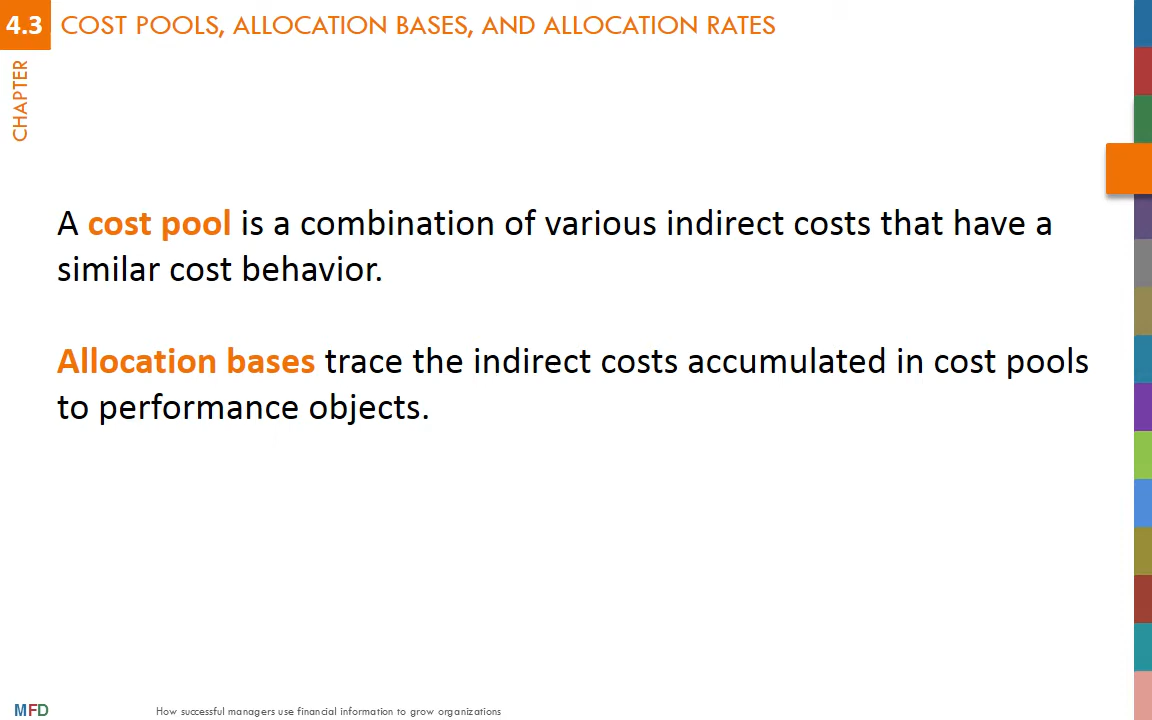 4.3 COST POOLS, ALLOCATION BASES, AND ALLOCATION RATES
CHAPTER
A cost pool is a combination of various indirect costs that have a
similar cost behavior.
Allocation bases trace the indirect costs accumulated in cost pools
to performance objects.
MFD How successful managers use financial information to grow organizations